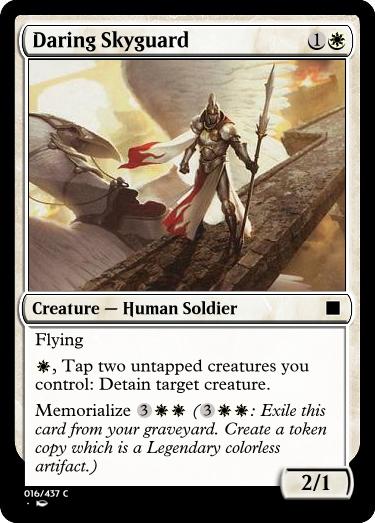 Daring Skyguard 1
Creature — Human Soldier
Flying
, Tap two untapped creatures you
control: Detain target creature.
Memorialize 3 (3: Exile this
card from your graveyard. Create a token
copy which is a Legendary colorless
artifact.)
2/1
016/437 C